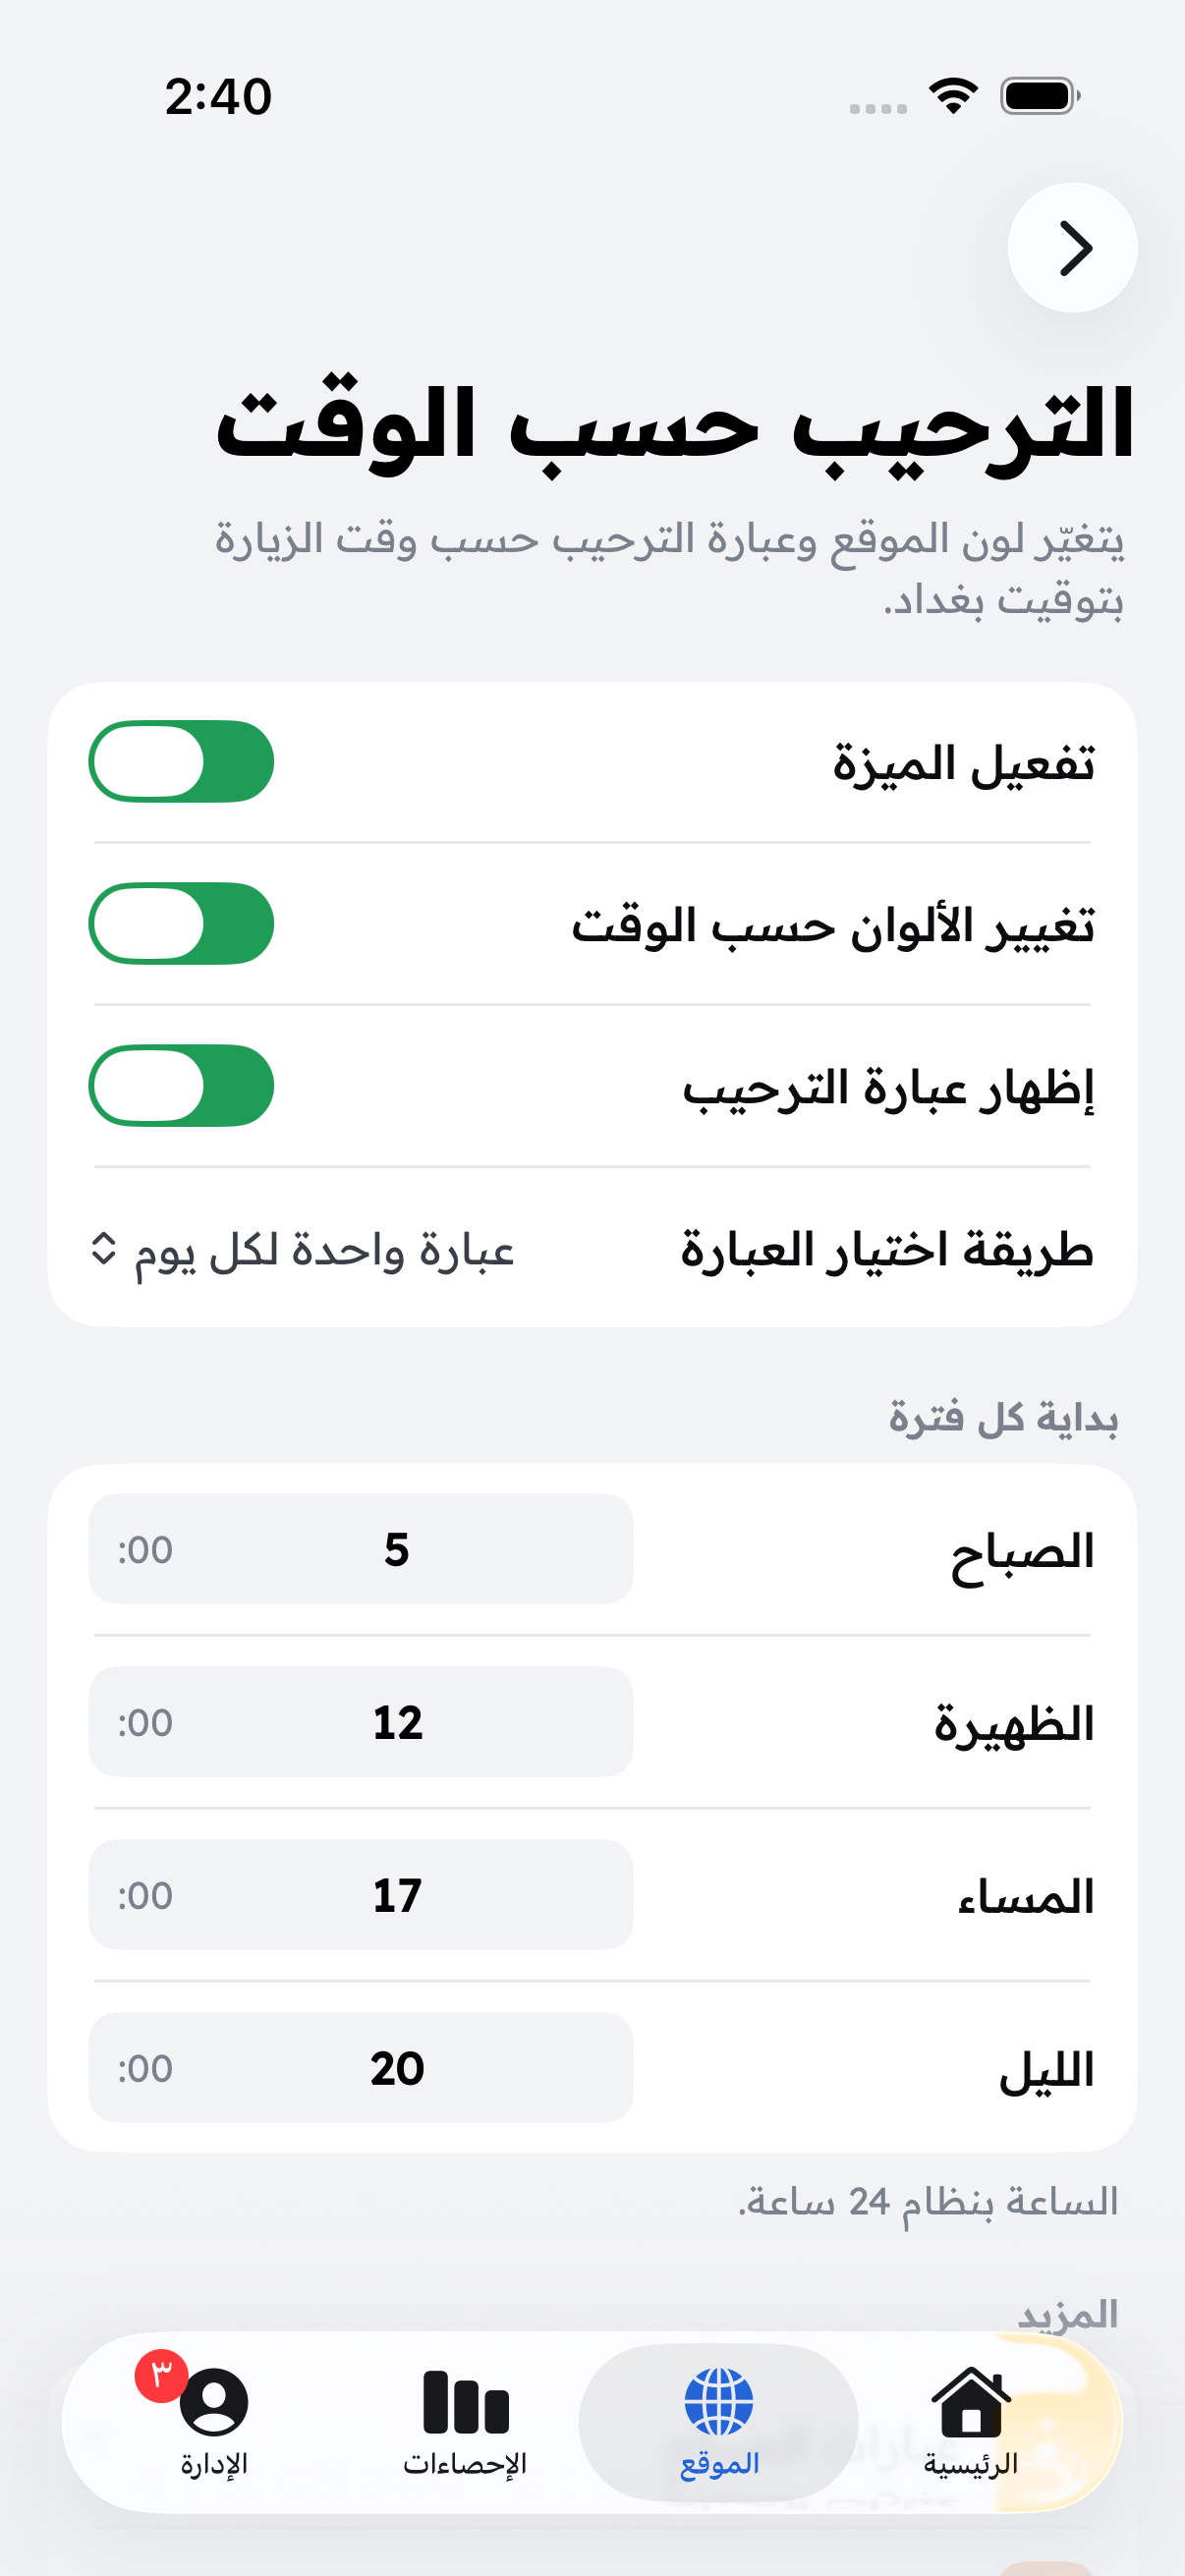 2:40
الترحيب حسب الوقت
يتغيّر لون الموقع وعبارة الترحيب حسب وقت الزيارة
بتوقيت بغداد.
تفعيل الميزة
تغيير الألوان حسب الوقت
إظهار عبارة الترحيب
طريقة اختيار العبارة عبارة واحدة لكل يوم
بداية كل فترة
الصباح 5 :00
الظهيرة 12 :00
المساء 17 :00
الليل 20 :00
الساعة بنظام 24 ساعة.
المزيد
الرئيسية الموقع الإحصاءات الإدارة ٣